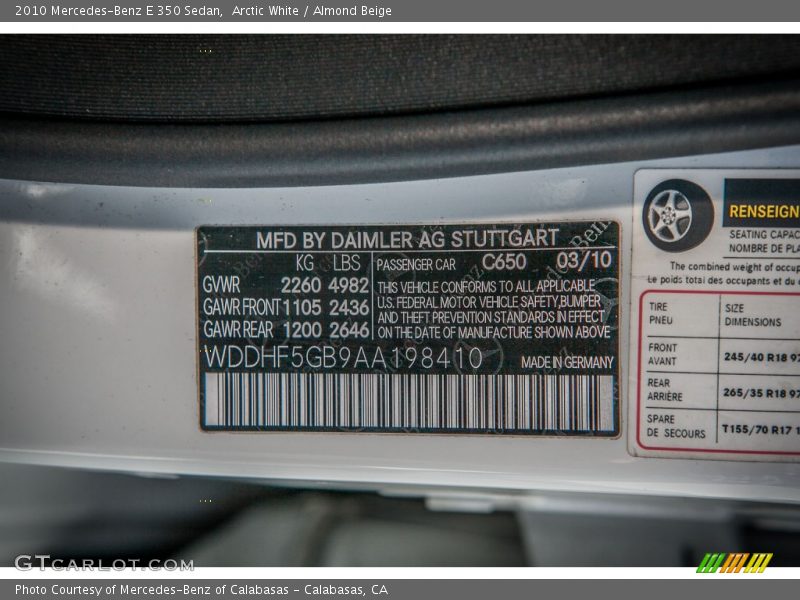 2010 Mercedes-Benz E 350 Sedan, Arctic White / Almond Beige
MFD BY DAIMLER AG STUTTGART
KG LBS
GVWR 2260 4982
GAWR FRONT 1105 2436
GAWR REAR 1200 2646
PASSENGER CAR C650 03/10
THIS VEHICLE CONFORMS TO ALL APPLICABLE
U.S. FEDERAL MOTOR VEHICLE SAFETY, BUMPER
AND THEFT PREVENTION STANDARDS IN EFFECT
ON THE DATE OF MANUFACTURE SHOWN ABOVE
WDDHF5GB9AA198410 MADE IN GERMANY
RENSEIGN
SEATING CAPAC
NOMBRE DE PLA
The combined weight of occup
Le poids total des occupants et du c
TIRE SIZE
PNEU DIMENSIONS
FRONT
AVANT 245/40 R18 97
REAR
ARRIÈRE 265/35 R18 97
SPARE
DE SECOURS T155/70 R17 1
GTCARLOT.COM
Photo Courtesy of Mercedes-Benz of Calabasas - Calabasas, CA